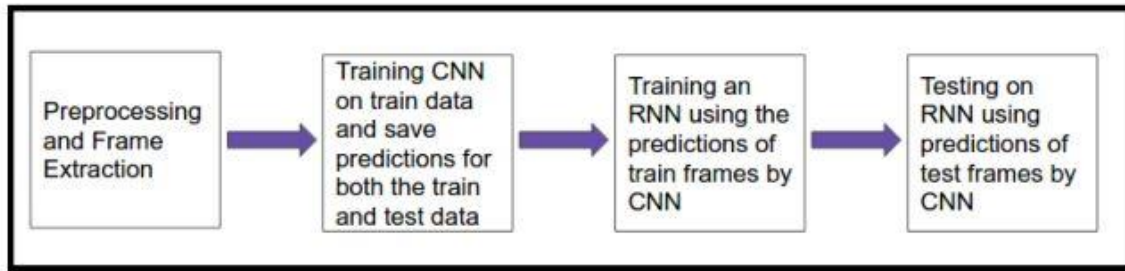 Preprocessing
and Frame
Extraction
Training CNN
on train data
and save
predictions for
both the train
and test data
Training an
RNN using the
predictions of
train frames by
CNN
Testing on
RNN using
predictions of
test frames by
CNN